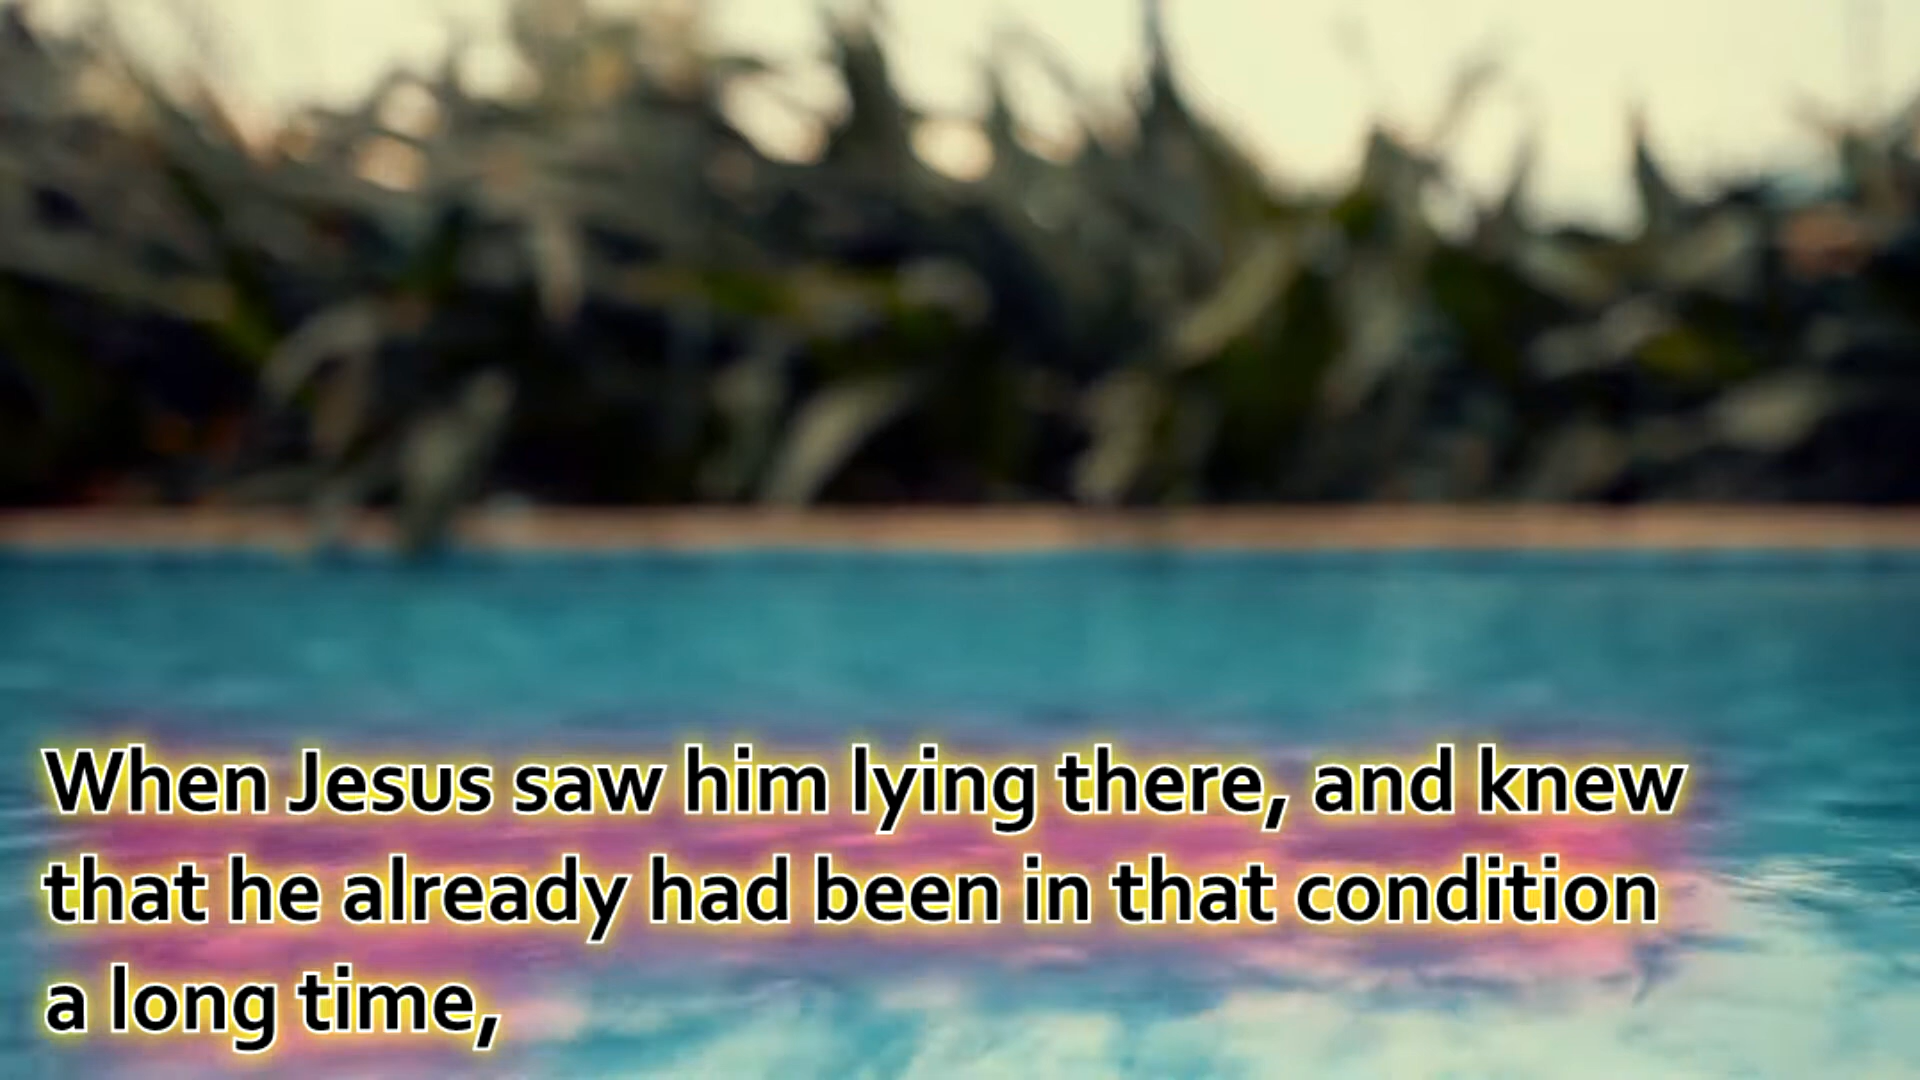 When Jesus saw him lying there, and knew
that he already had been in that condition
a long time,